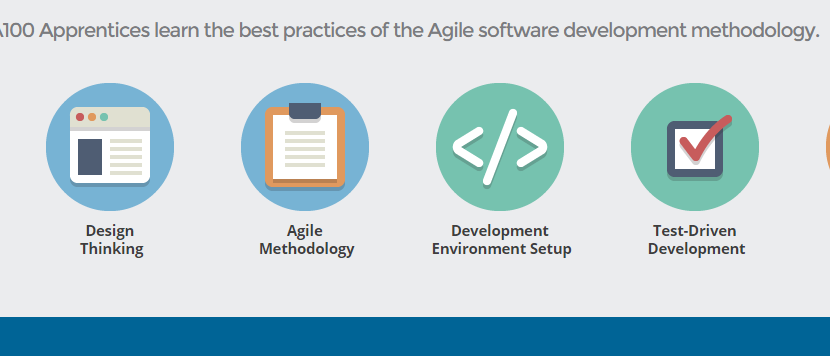 A100 Apprentices learn the best practices of the Agile software development methodology.
Design
Thinking
Agile
Methodology
Development
Environment Setup
Test-Driven
Development